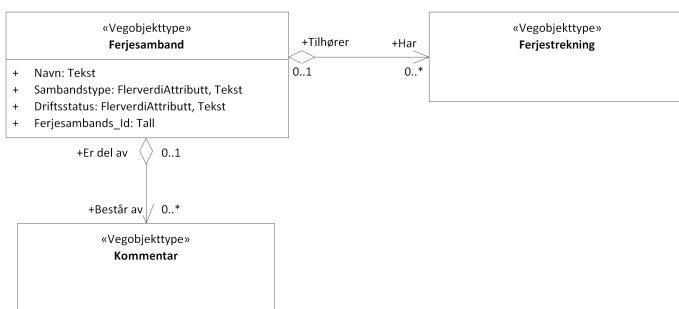 «Vegobjekttype»
Ferjesamband
+ Navn: Tekst
+ Sambandstype: FlerverdiAttributt, Tekst
+ Driftsstatus: FlerverdiAttributt, Tekst
+ Ferjesambands_Id: Tall
+Tilhører
+Har
0..1
0..*
«Vegobjekttype»
Ferjestrekning
+Er del av
0..1
+Består av
0..*
«Vegobjekttype»
Kommentar